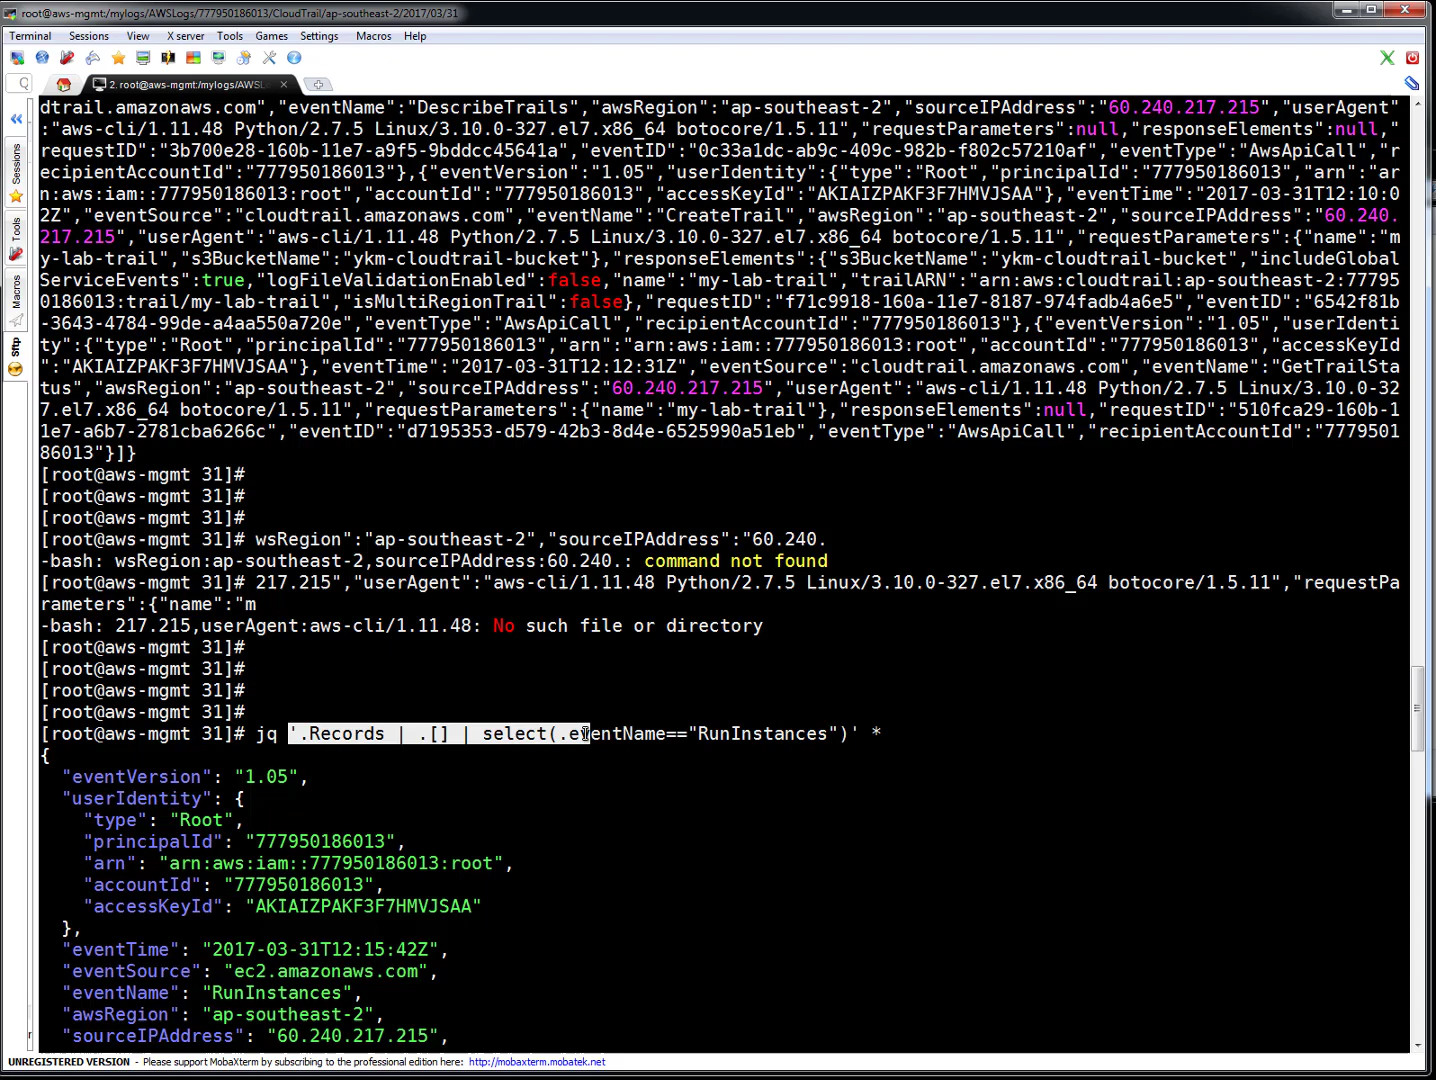 root@aws-mgmt:/mylogs/AWSLogs/777950186013/CloudTrail/ap-southeast-2/2017/03/31
Terminal Sessions View X server Tools Games Settings Macros Help
2. root@aws-mgmt:/mylogs/AWSL
Sessions
Tools
Macros
Sftp
dtrail.amazonaws.com","eventName":"DescribeTrails","awsRegion":"ap-southeast-2","sourceIPAddress":"60.240.217.215","userAgent"
:"aws-cli/1.11.48 Python/2.7.5 Linux/3.10.0-327.el7.x86_64 botocore/1.5.11","requestParameters":null,"responseElements":null,"
requestID":"3b700e28-160b-11e7-a9f5-9bddcc45641a","eventID":"0c33a1dc-ab9c-409c-982b-f802c57210af","eventType":"AwsApiCall","r
ecipientAccountId":"777950186013"},{"eventVersion":"1.05","userIdentity":{"type":"Root","principalId":"777950186013","arn":"ar
n:aws:iam::777950186013:root","accountId":"777950186013","accessKeyId":"AKIAIZPAKF3F7HMVJSAA"},"eventTime":"2017-03-31T12:10:0
2Z","eventSource":"cloudtrail.amazonaws.com","eventName":"CreateTrail","awsRegion":"ap-southeast-2","sourceIPAddress":"60.240.
217.215","userAgent":"aws-cli/1.11.48 Python/2.7.5 Linux/3.10.0-327.el7.x86_64 botocore/1.5.11","requestParameters":{"name":"m
y-lab-trail","s3BucketName":"ykm-cloudtrail-bucket"},"responseElements":{"s3BucketName":"ykm-cloudtrail-bucket","includeGlobal
ServiceEvents":true,"logFileValidationEnabled":false,"name":"my-lab-trail","trailARN":"arn:aws:cloudtrail:ap-southeast-2:77795
0186013:trail/my-lab-trail","isMultiRegionTrail":false},"requestID":"f71c9918-160a-11e7-8187-974fadb4a6e5","eventID":"6542f81b
-3643-4784-99de-a4aa550a720e","eventType":"AwsApiCall","recipientAccountId":"777950186013"},{"eventVersion":"1.05","userIdenti
ty":{"type":"Root","principalId":"777950186013","arn":"arn:aws:iam::777950186013:root","accountId":"777950186013","accessKeyId
":"AKIAIZPAKF3F7HMVJSAA"},"eventTime":"2017-03-31T12:12:31Z","eventSource":"cloudtrail.amazonaws.com","eventName":"GetTrailSta
tus","awsRegion":"ap-southeast-2","sourceIPAddress":"60.240.217.215","userAgent":"aws-cli/1.11.48 Python/2.7.5 Linux/3.10.0-32
7.el7.x86_64 botocore/1.5.11","requestParameters":{"name":"my-lab-trail"},"responseElements":null,"requestID":"510fca29-160b-1
1e7-a6b7-2781cba6266c","eventID":"d7195353-d579-42b3-8d4e-6525990a51eb","eventType":"AwsApiCall","recipientAccountId":"7779501
86013"}]}
[root@aws-mgmt 31]#
[root@aws-mgmt 31]#
[root@aws-mgmt 31]#
[root@aws-mgmt 31]# wsRegion":"ap-southeast-2","sourceIPAddress":"60.240.
-bash: wsRegion:ap-southeast-2,sourceIPAddress:60.240.: command not found
[root@aws-mgmt 31]# 217.215","userAgent":"aws-cli/1.11.48 Python/2.7.5 Linux/3.10.0-327.el7.x86_64 botocore/1.5.11","requestPa
rameters":{"name":"m
-bash: 217.215,userAgent:aws-cli/1.11.48: No such file or directory
[root@aws-mgmt 31]#
[root@aws-mgmt 31]#
[root@aws-mgmt 31]#
[root@aws-mgmt 31]#
[root@aws-mgmt 31]# jq '.Records | .[] | select(.eventName=="RunInstances")' *
{
"eventVersion": "1.05",
"userIdentity": {
"type": "Root",
"principalId": "777950186013",
"arn": "arn:aws:iam::777950186013:root",
"accountId": "777950186013",
"accessKeyId": "AKIAIZPAKF3F7HMVJSAA"
},
"eventTime": "2017-03-31T12:15:42Z",
"eventSource": "ec2.amazonaws.com",
"eventName": "RunInstances",
"awsRegion": "ap-southeast-2",
"sourceIPAddress": "60.240.217.215",
UNREGISTERED VERSION - Please support MobaXterm by subscribing to the professional edition here: http://mobaxterm.mobatek.net